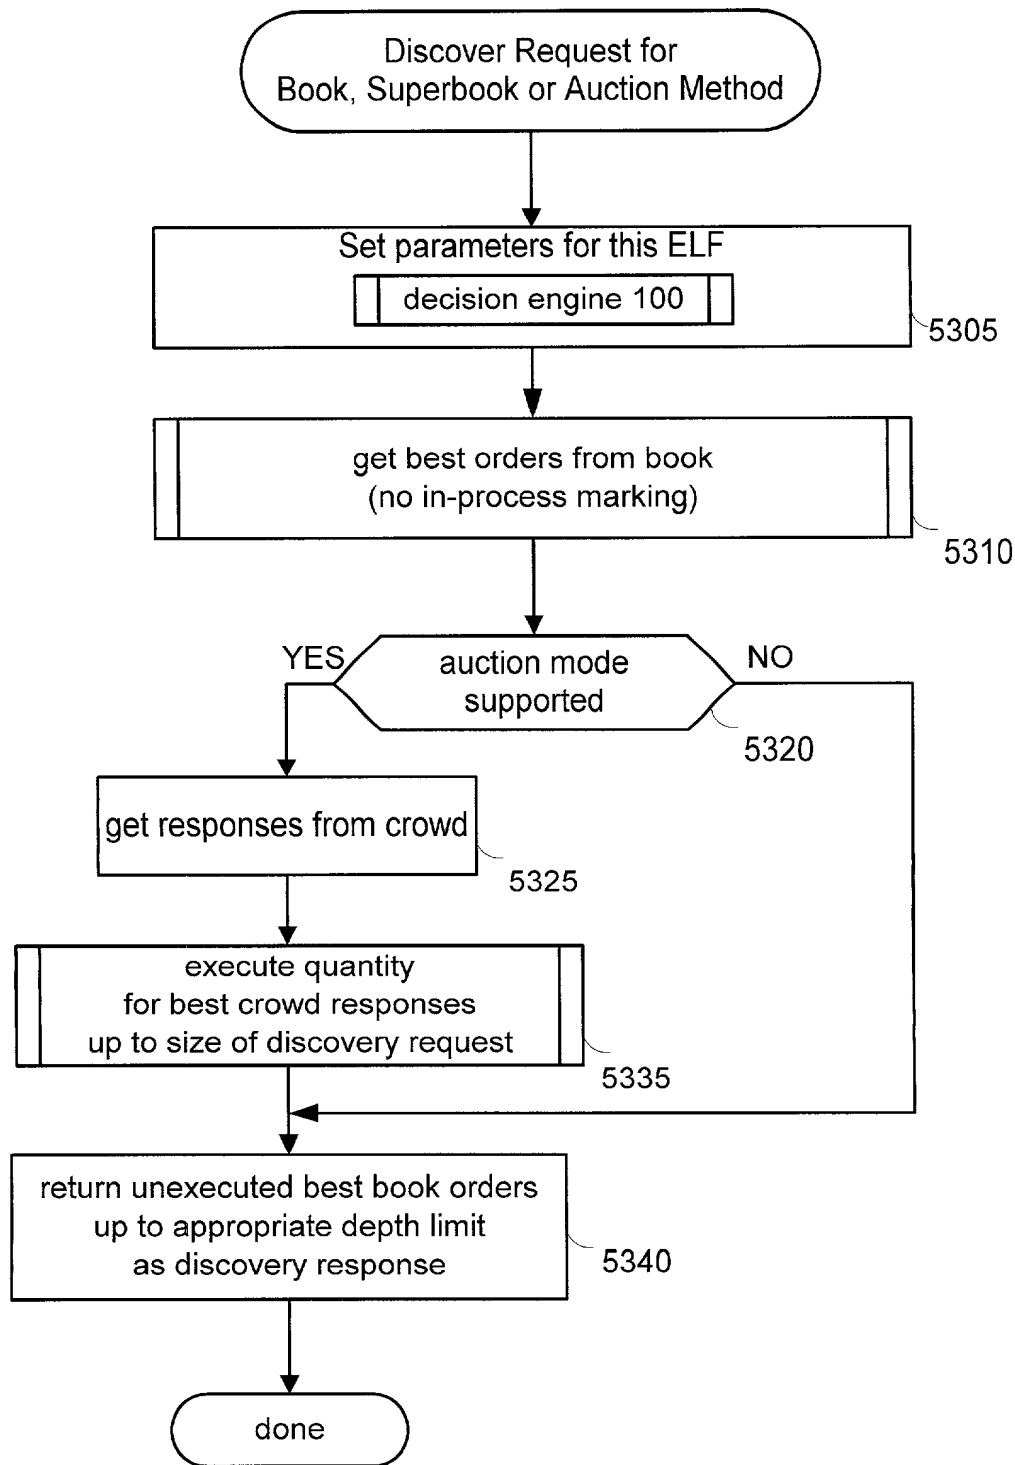 Discover Request for
Book, Superbook or Auction Method
Set parameters for this ELF
decision engine 100
5305
get best orders from book
(no in-process marking)
5310
YES
auction mode
supported
NO
5320
get responses from crowd
5325
execute quantity
for best crowd responses
up to size of discovery request
5335
return unexecuted best book orders
up to appropriate depth limit
as discovery response
5340
done